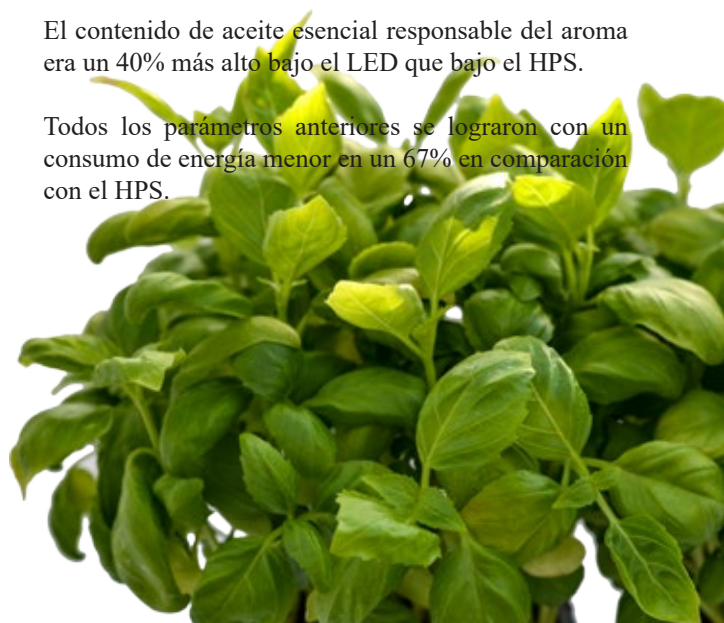 El contenido de aceite esencial responsable del aroma
era un 40% más alto bajo el LED que bajo el HPS.
Todos los parámetros anteriores se lograron con un
consumo de energía menor en un 67% en comparación
con el HPS.